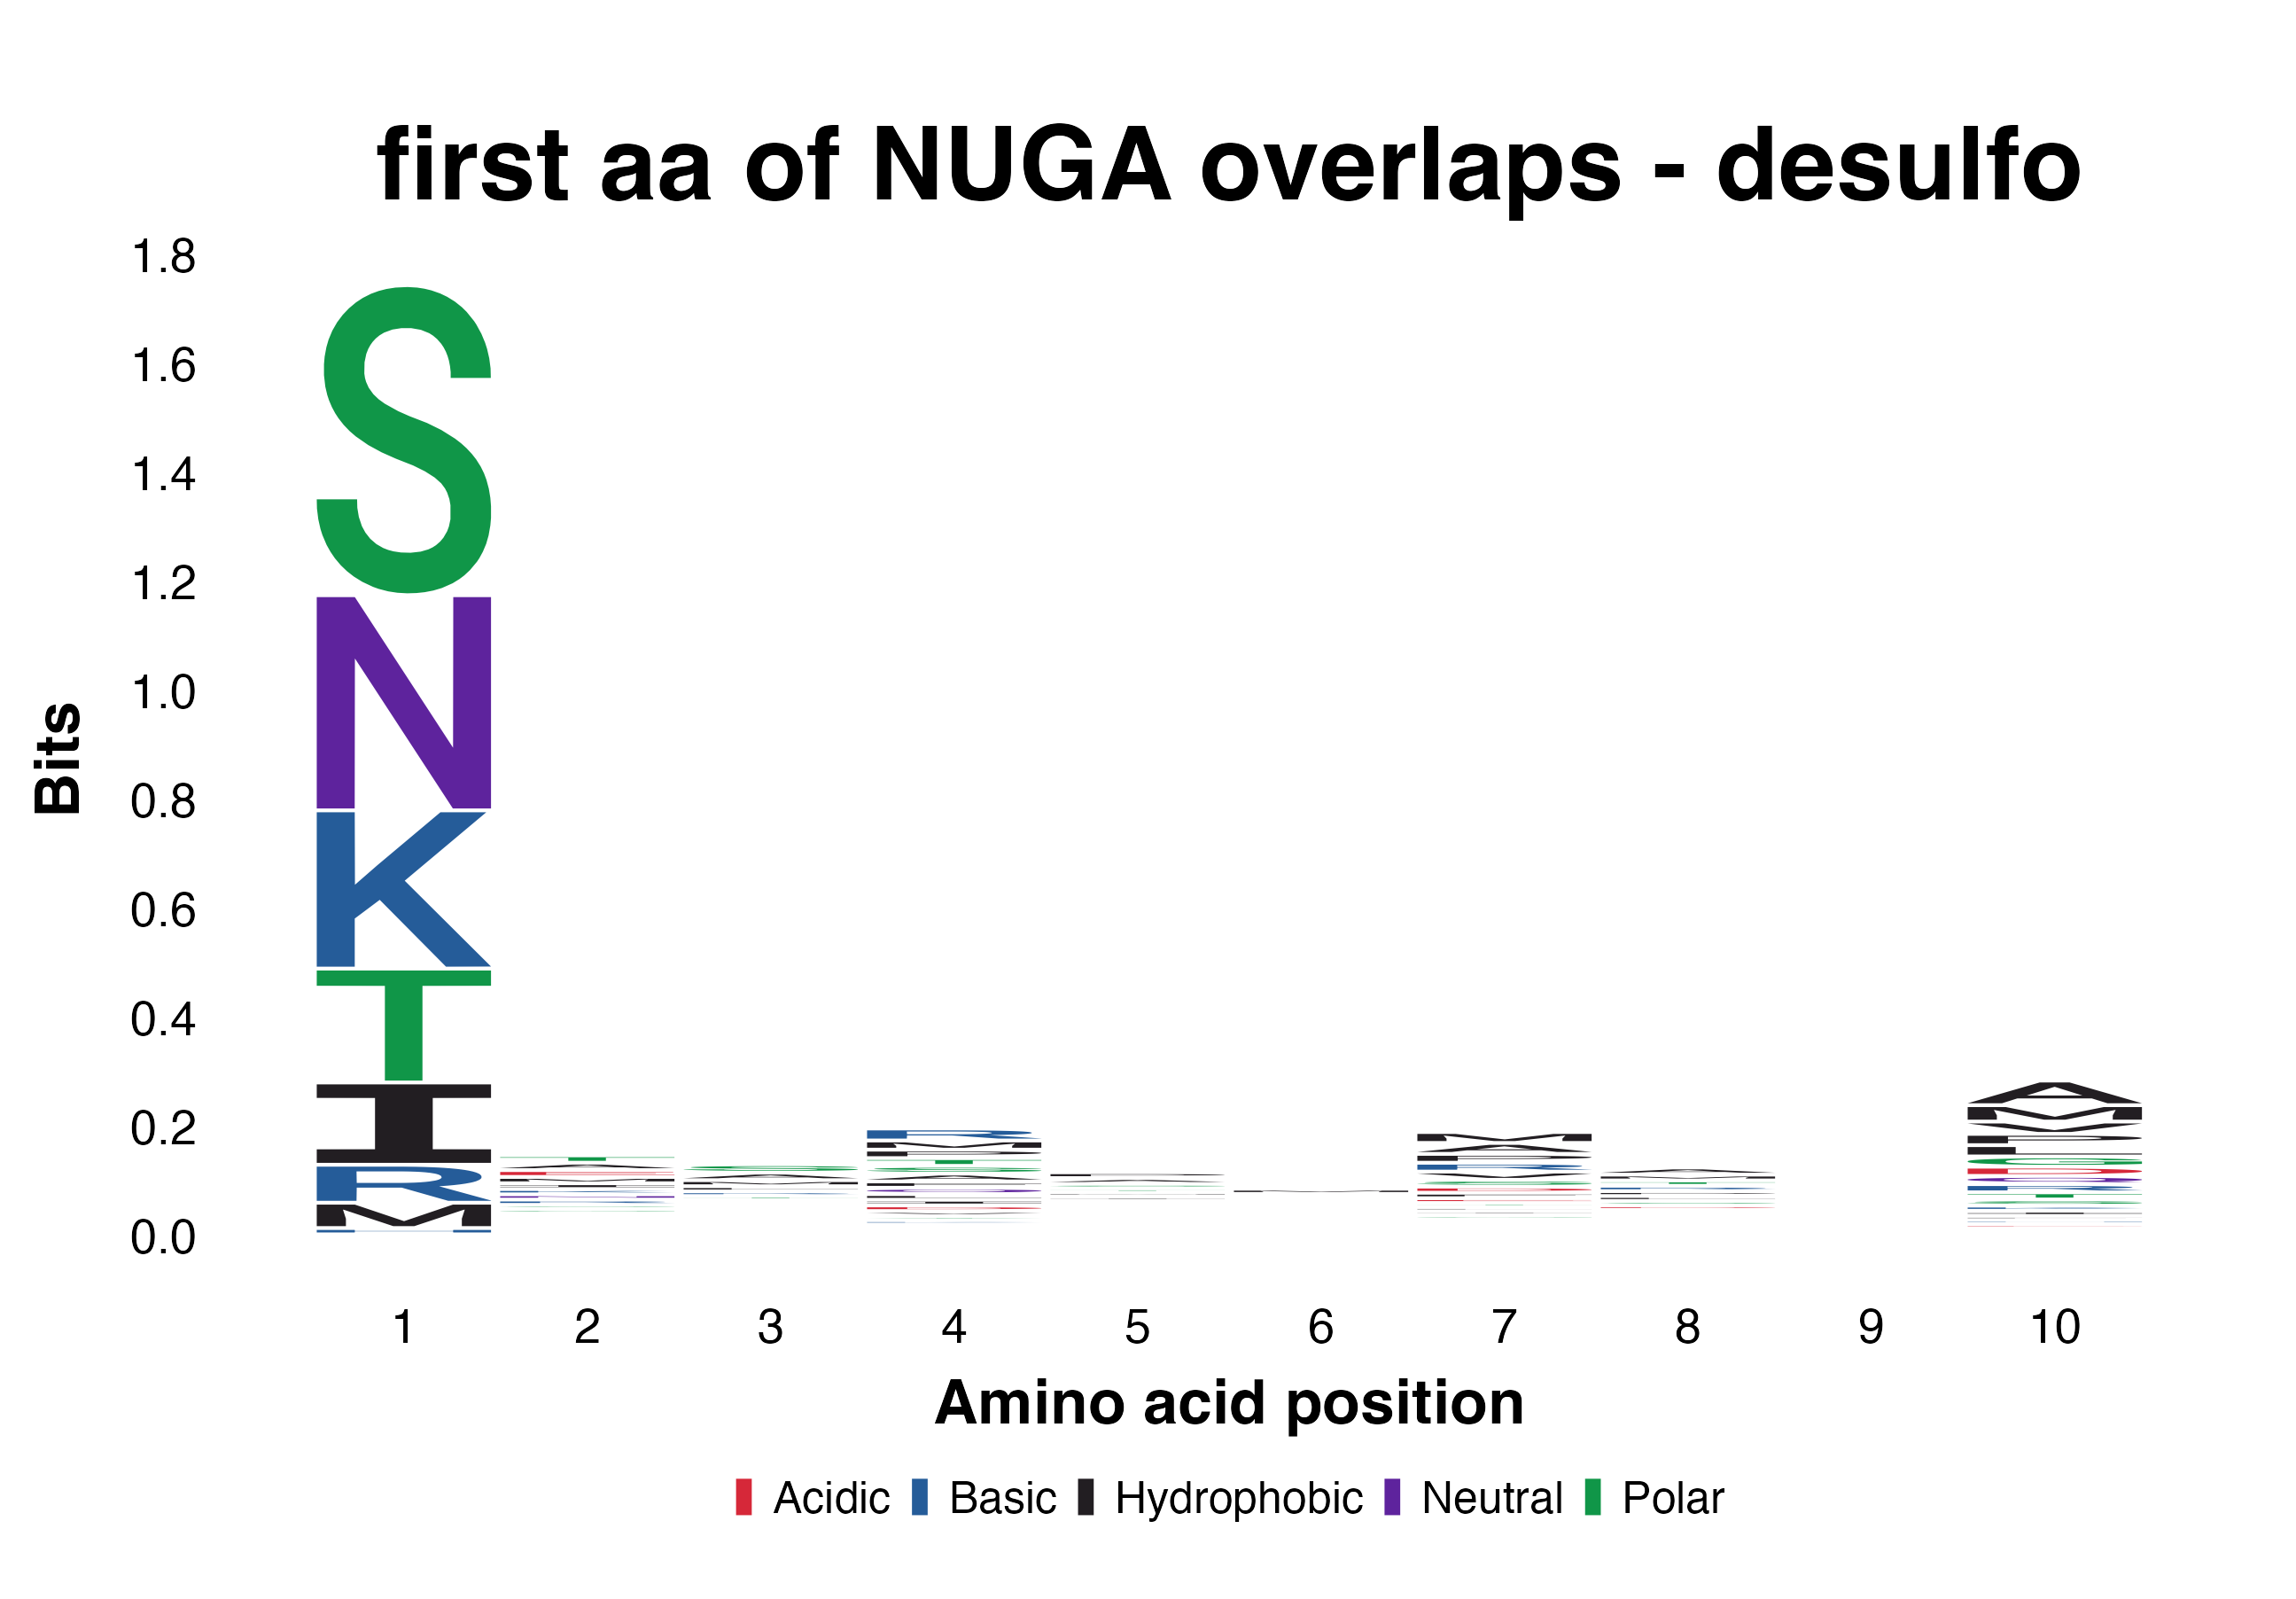 first aa of NUGA overlaps - desulfo
1.8
1.6
1.4
1.2
1.0
0.8
0.6
0.4
0.2
0.0
Bits
S
N
K
T
I
R
M
1 2 3 4 5 6 7 8 9 10
Amino acid position
Acidic Basic Hydrophobic Neutral Polar